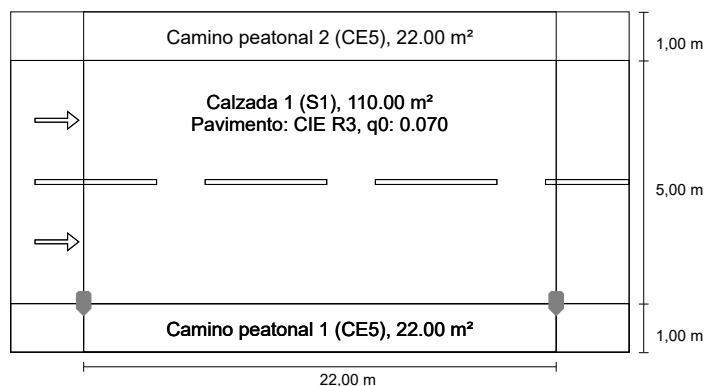 Camino peatonal 2 (CE5), 22.00 m²
1,00 m
Calzada 1 (S1), 110.00 m²
Pavimento: CIE R3, q0: 0.070
5,00 m
Camino peatonal 1 (CE5), 22.00 m²
1,00 m
22,00 m